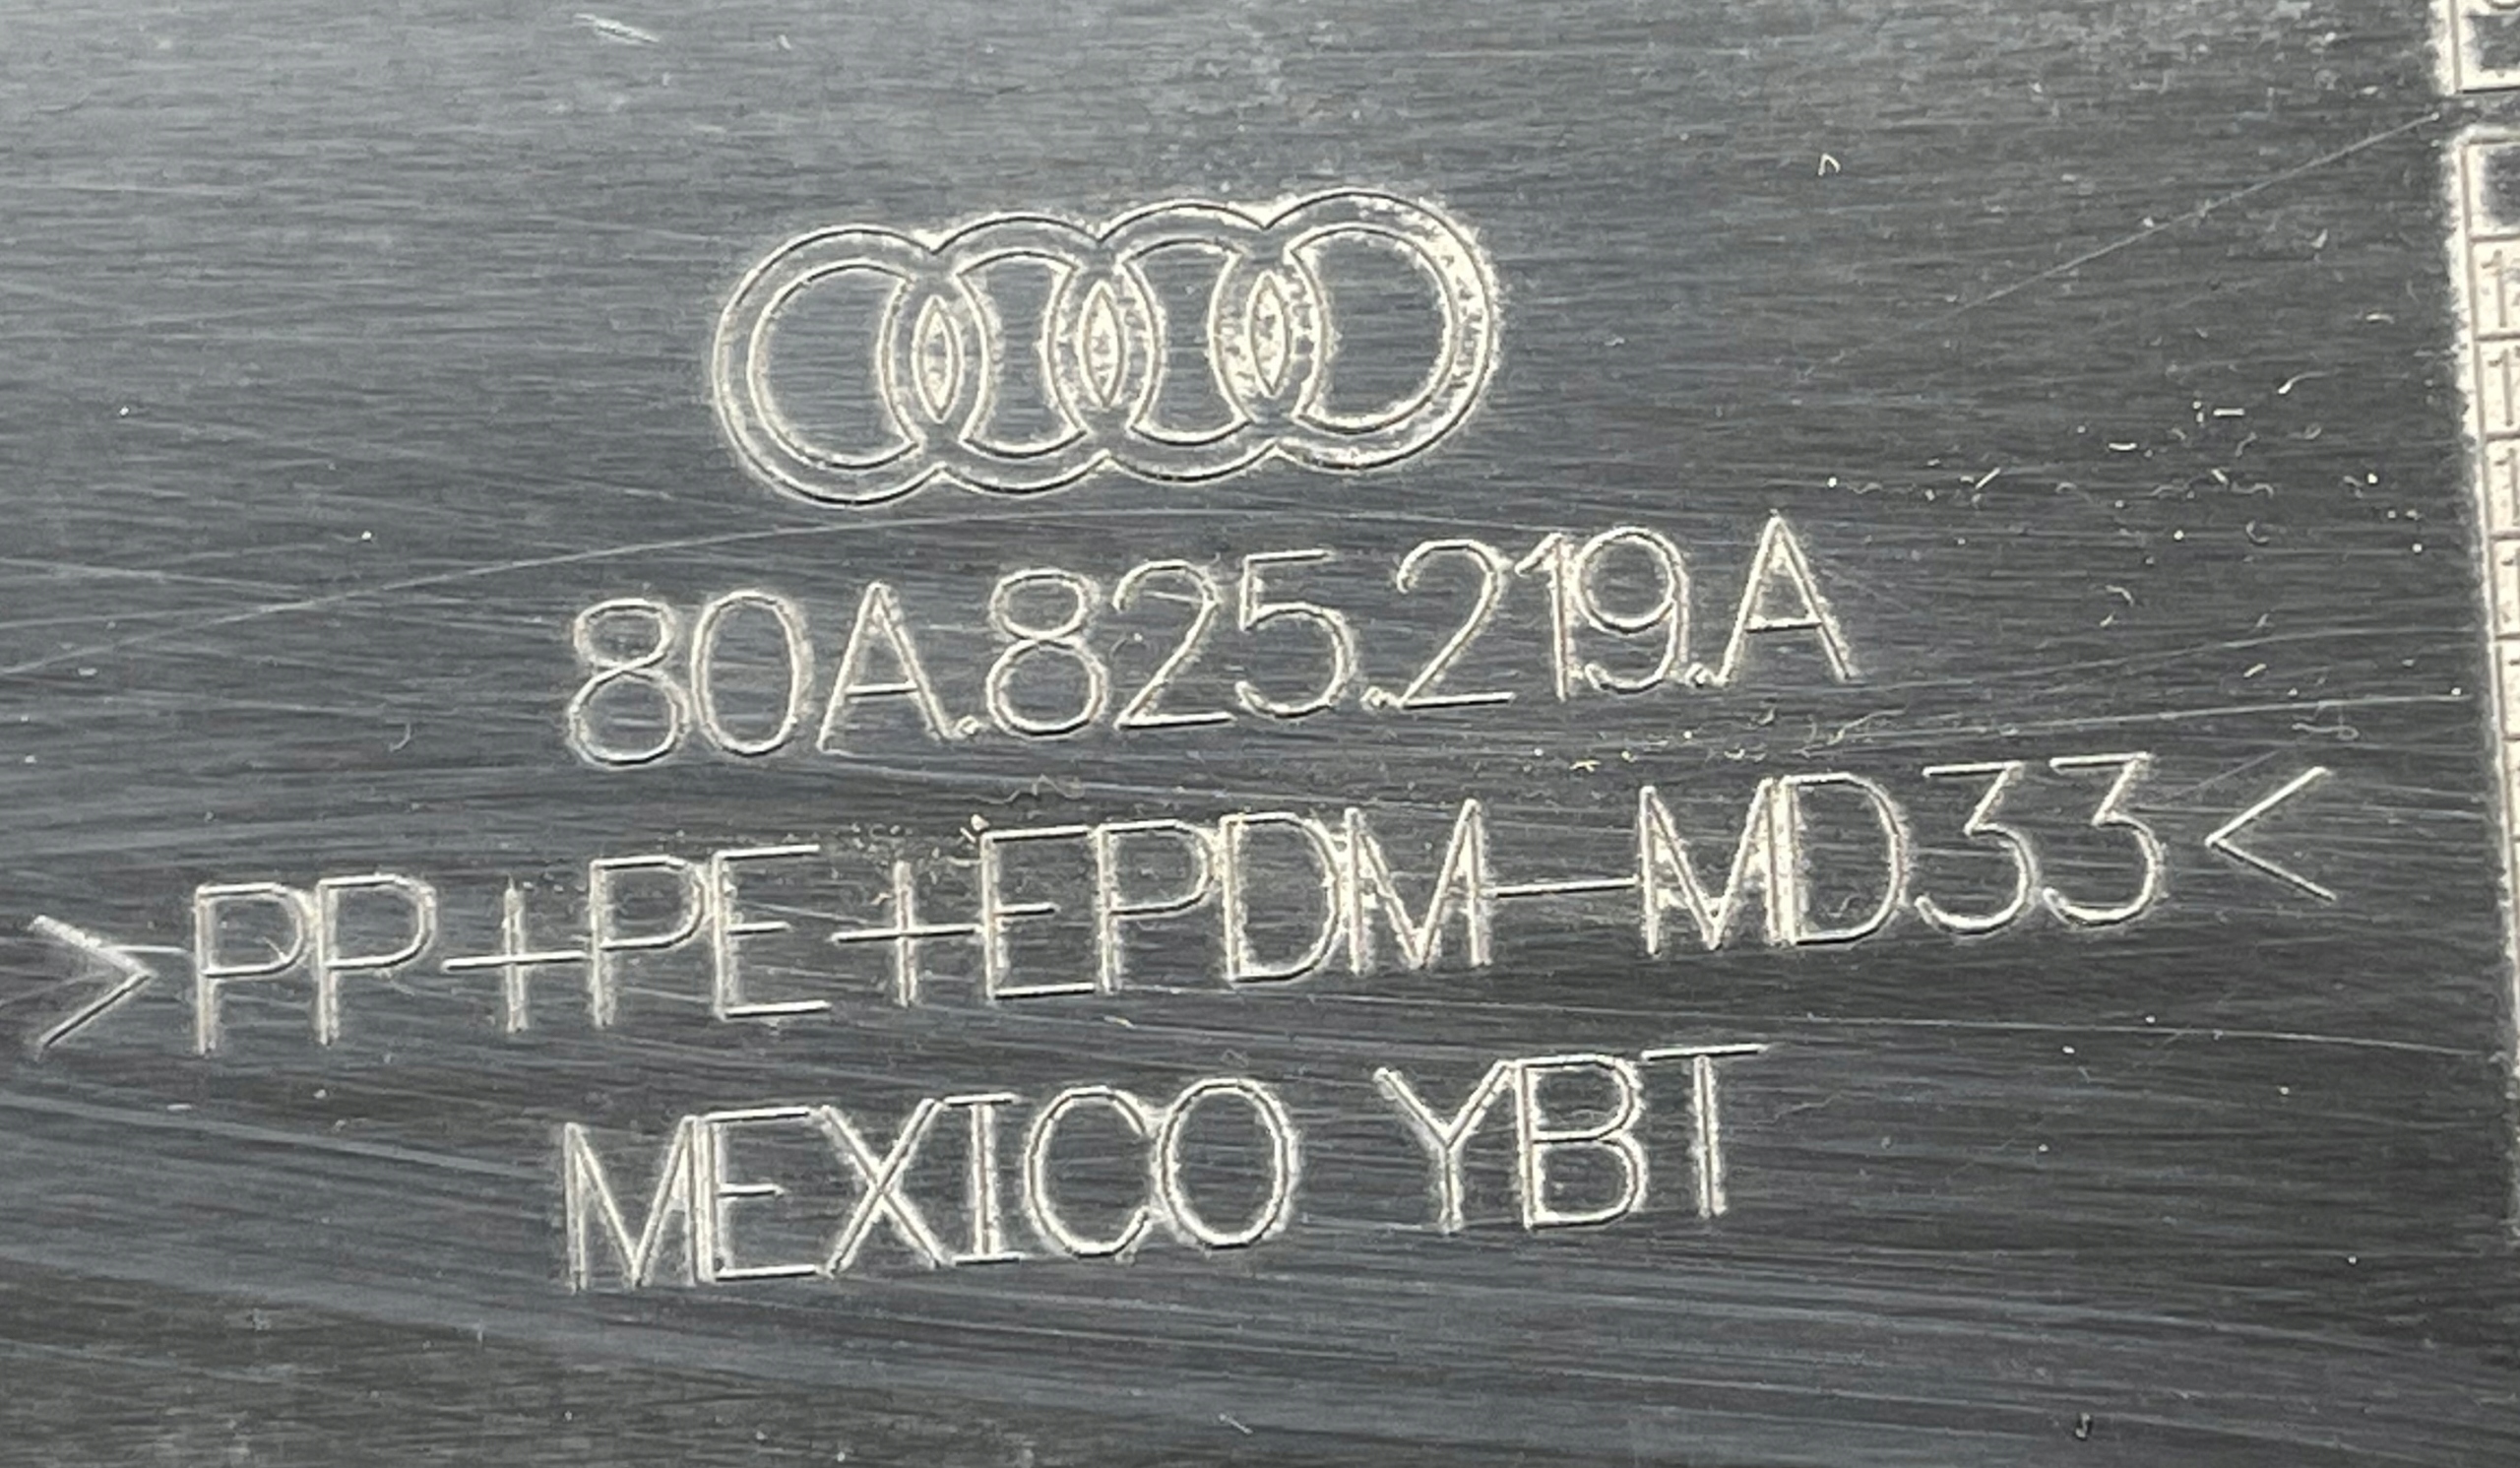 80A.825.219.A
>PP+PE+EPDM-MD33<
MEXICO YBT